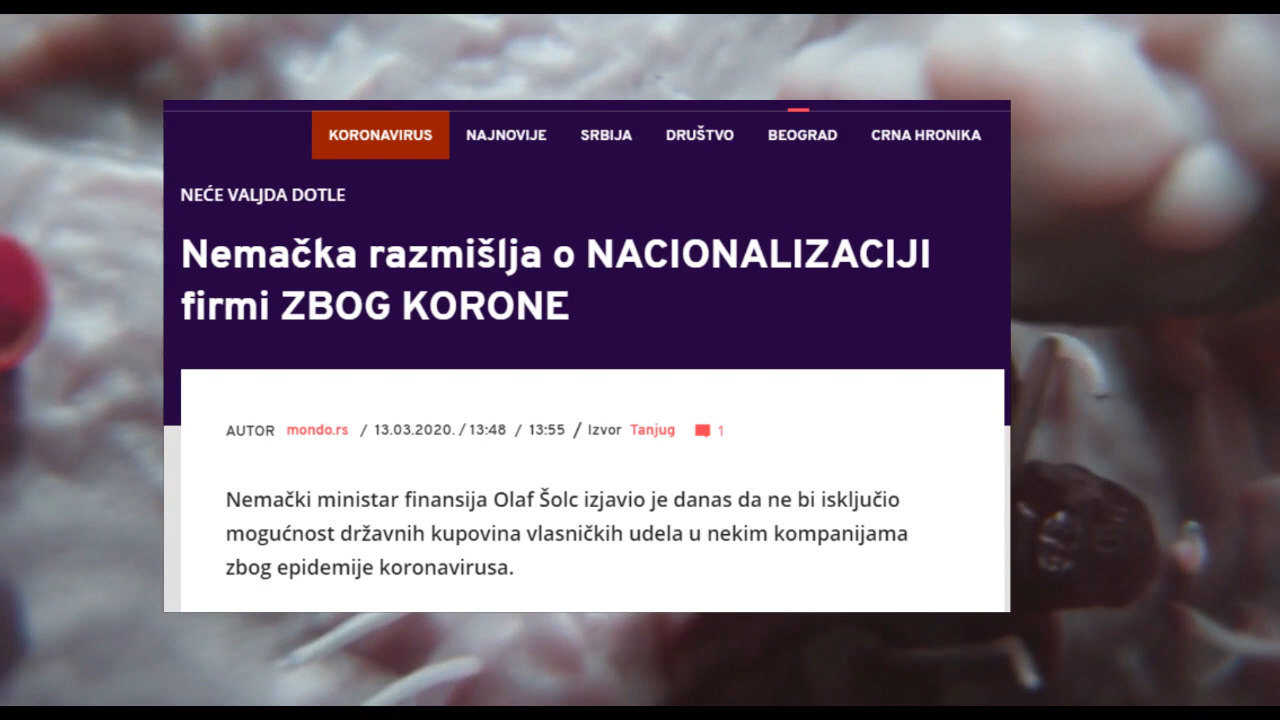 KORONAVIRUS NAJNOVIJE SRBIJA DRUŠTVO BEOGRAD CRNA HRONIKA
NEĆE VALJDA DOTLE
Nemačka razmišlja o NACIONALIZACIJI
firmi ZBOG KORONE
AUTOR mondo.rs / 13.03.2020. / 13:48 / 13:55 / Izvor Tanjug 1
Nemački ministar finansija Olaf Šolc izjavio je danas da ne bi isključio
mogućnost državnih kupovina vlasničkih udela u nekim kompanijama
zbog epidemije koronavirusa.